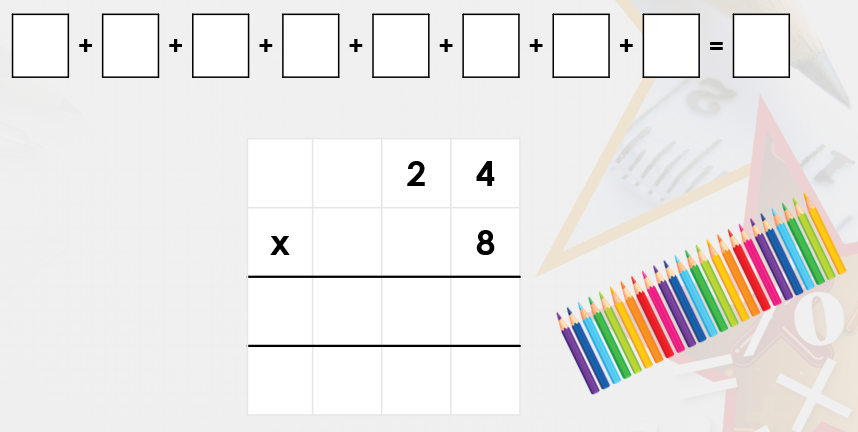 + + + + + + + =
2 4
x 8